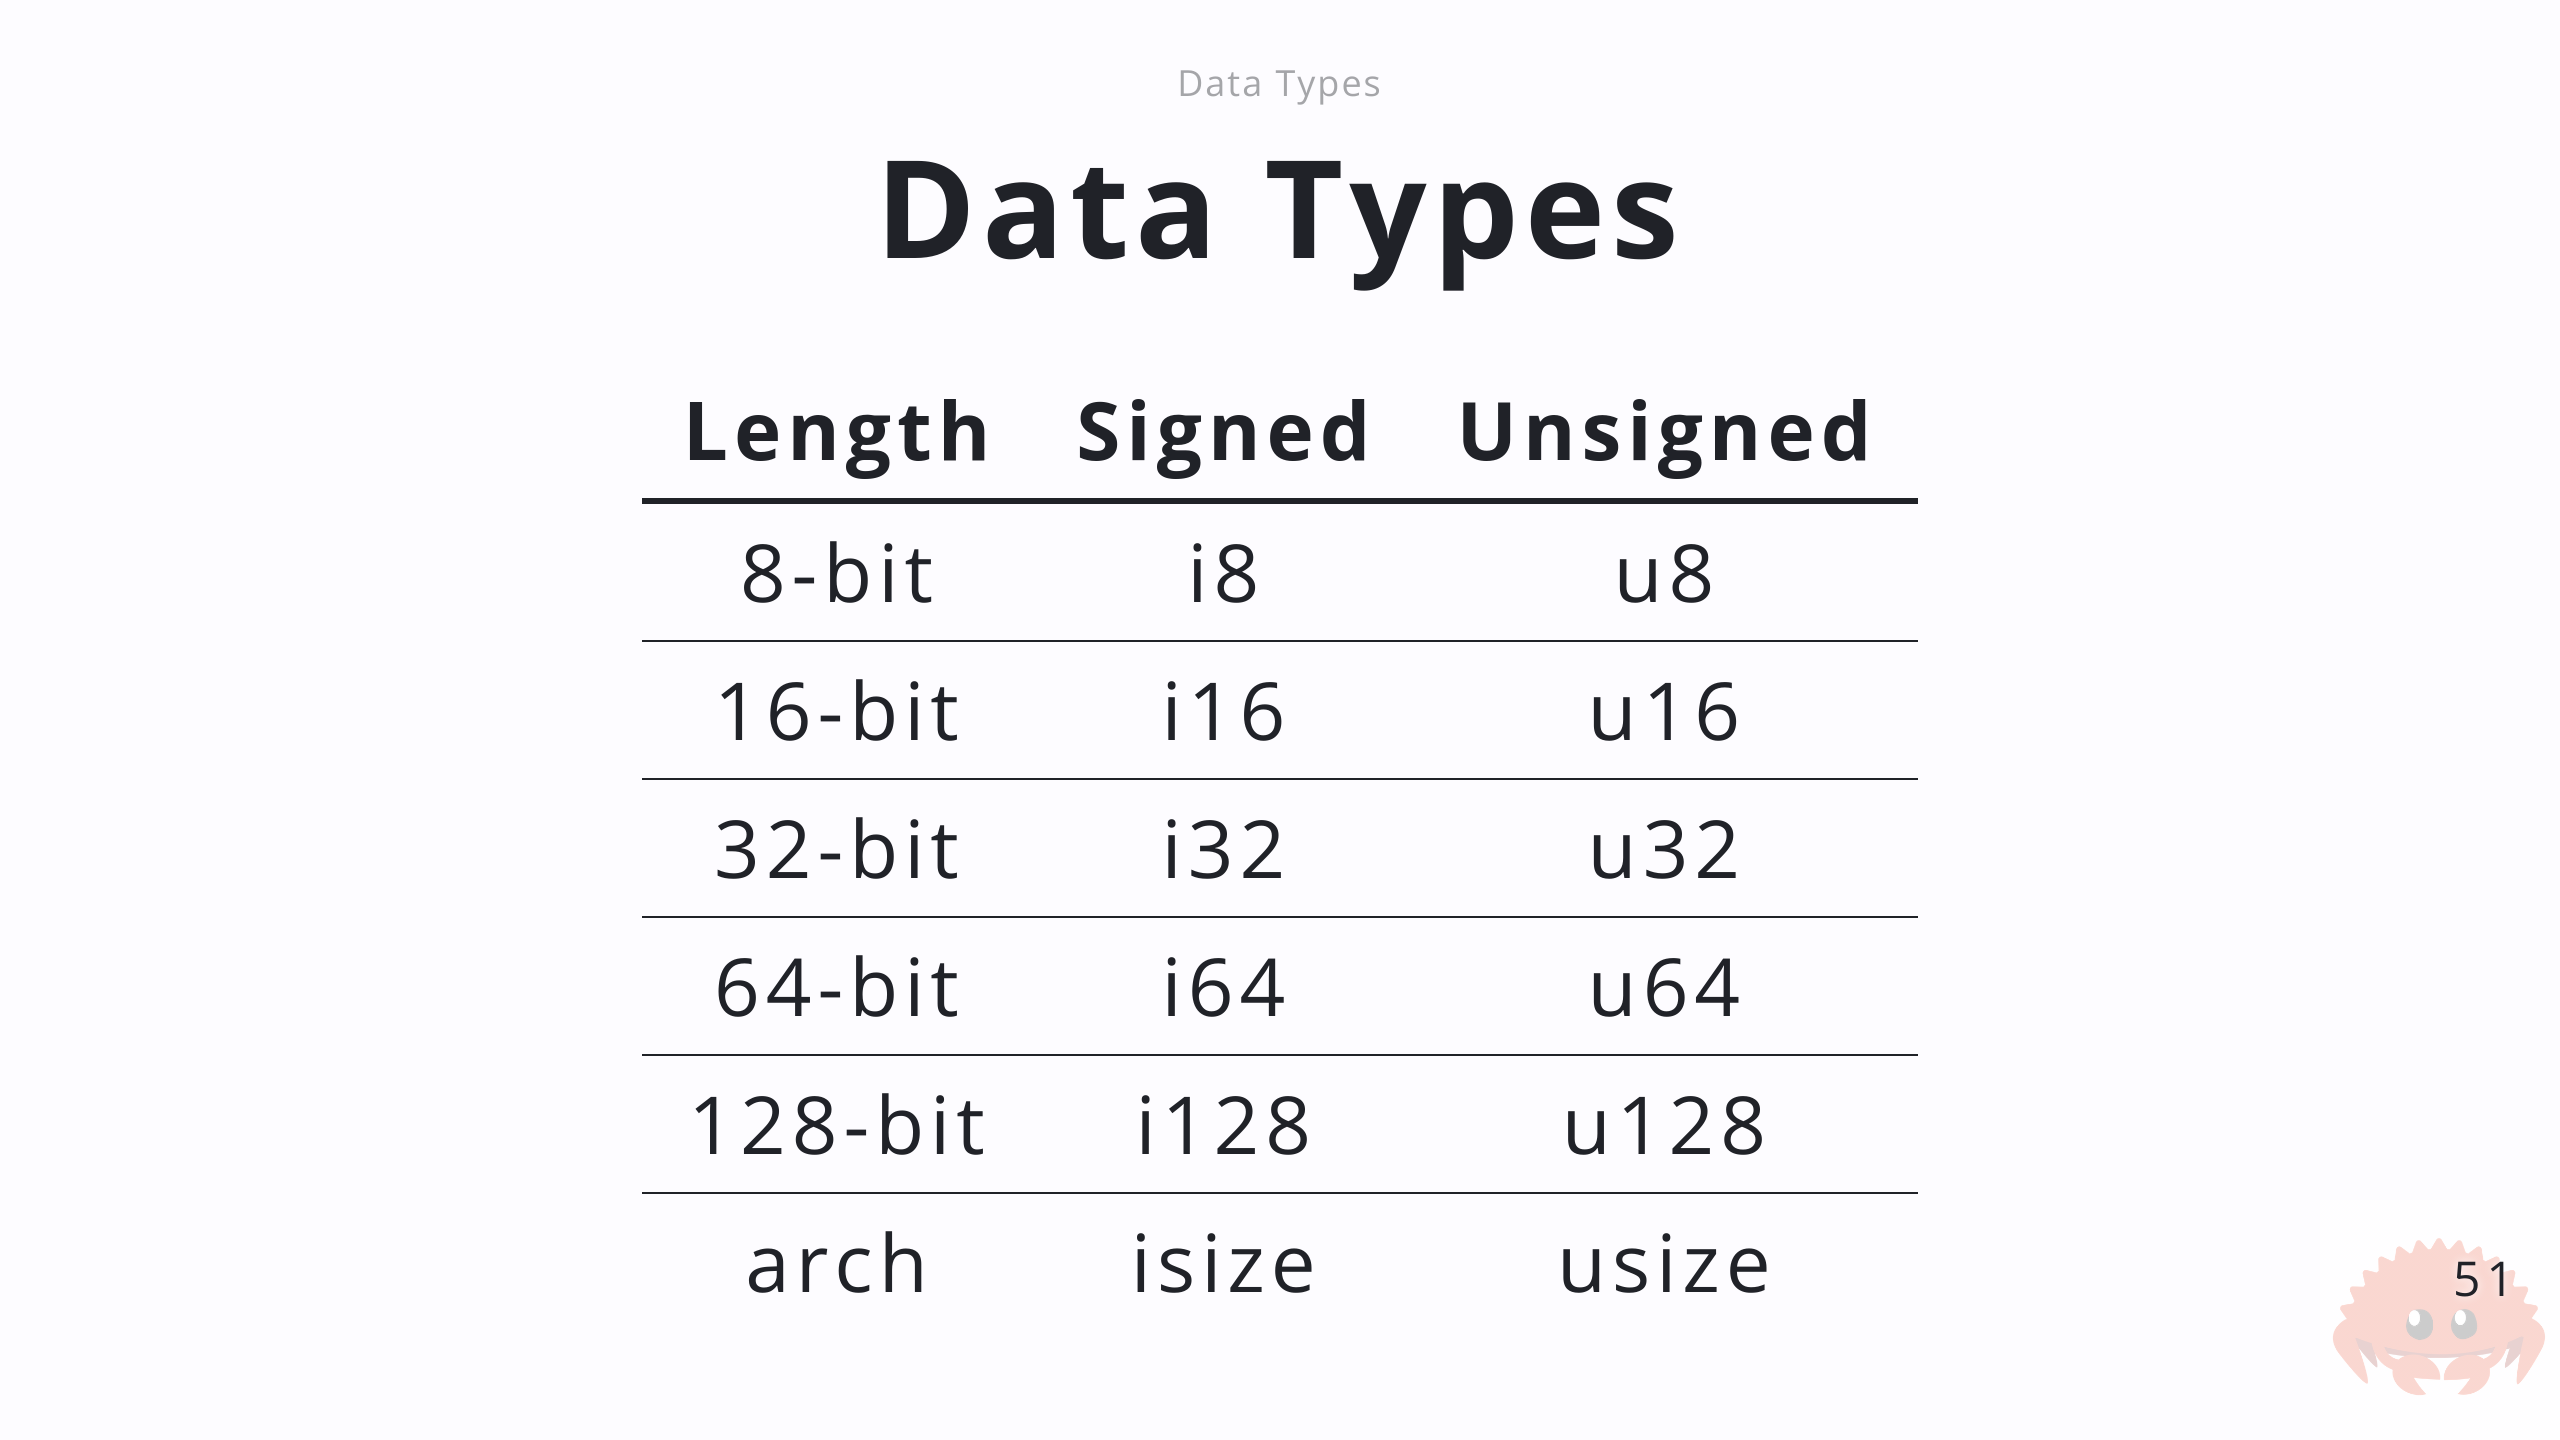 Data Types
Data Types
Length Signed Unsigned
8-bit i8 u8
16-bit i16 u16
32-bit i32 u32
64-bit i64 u64
128-bit i128 u128
arch isize usize
51